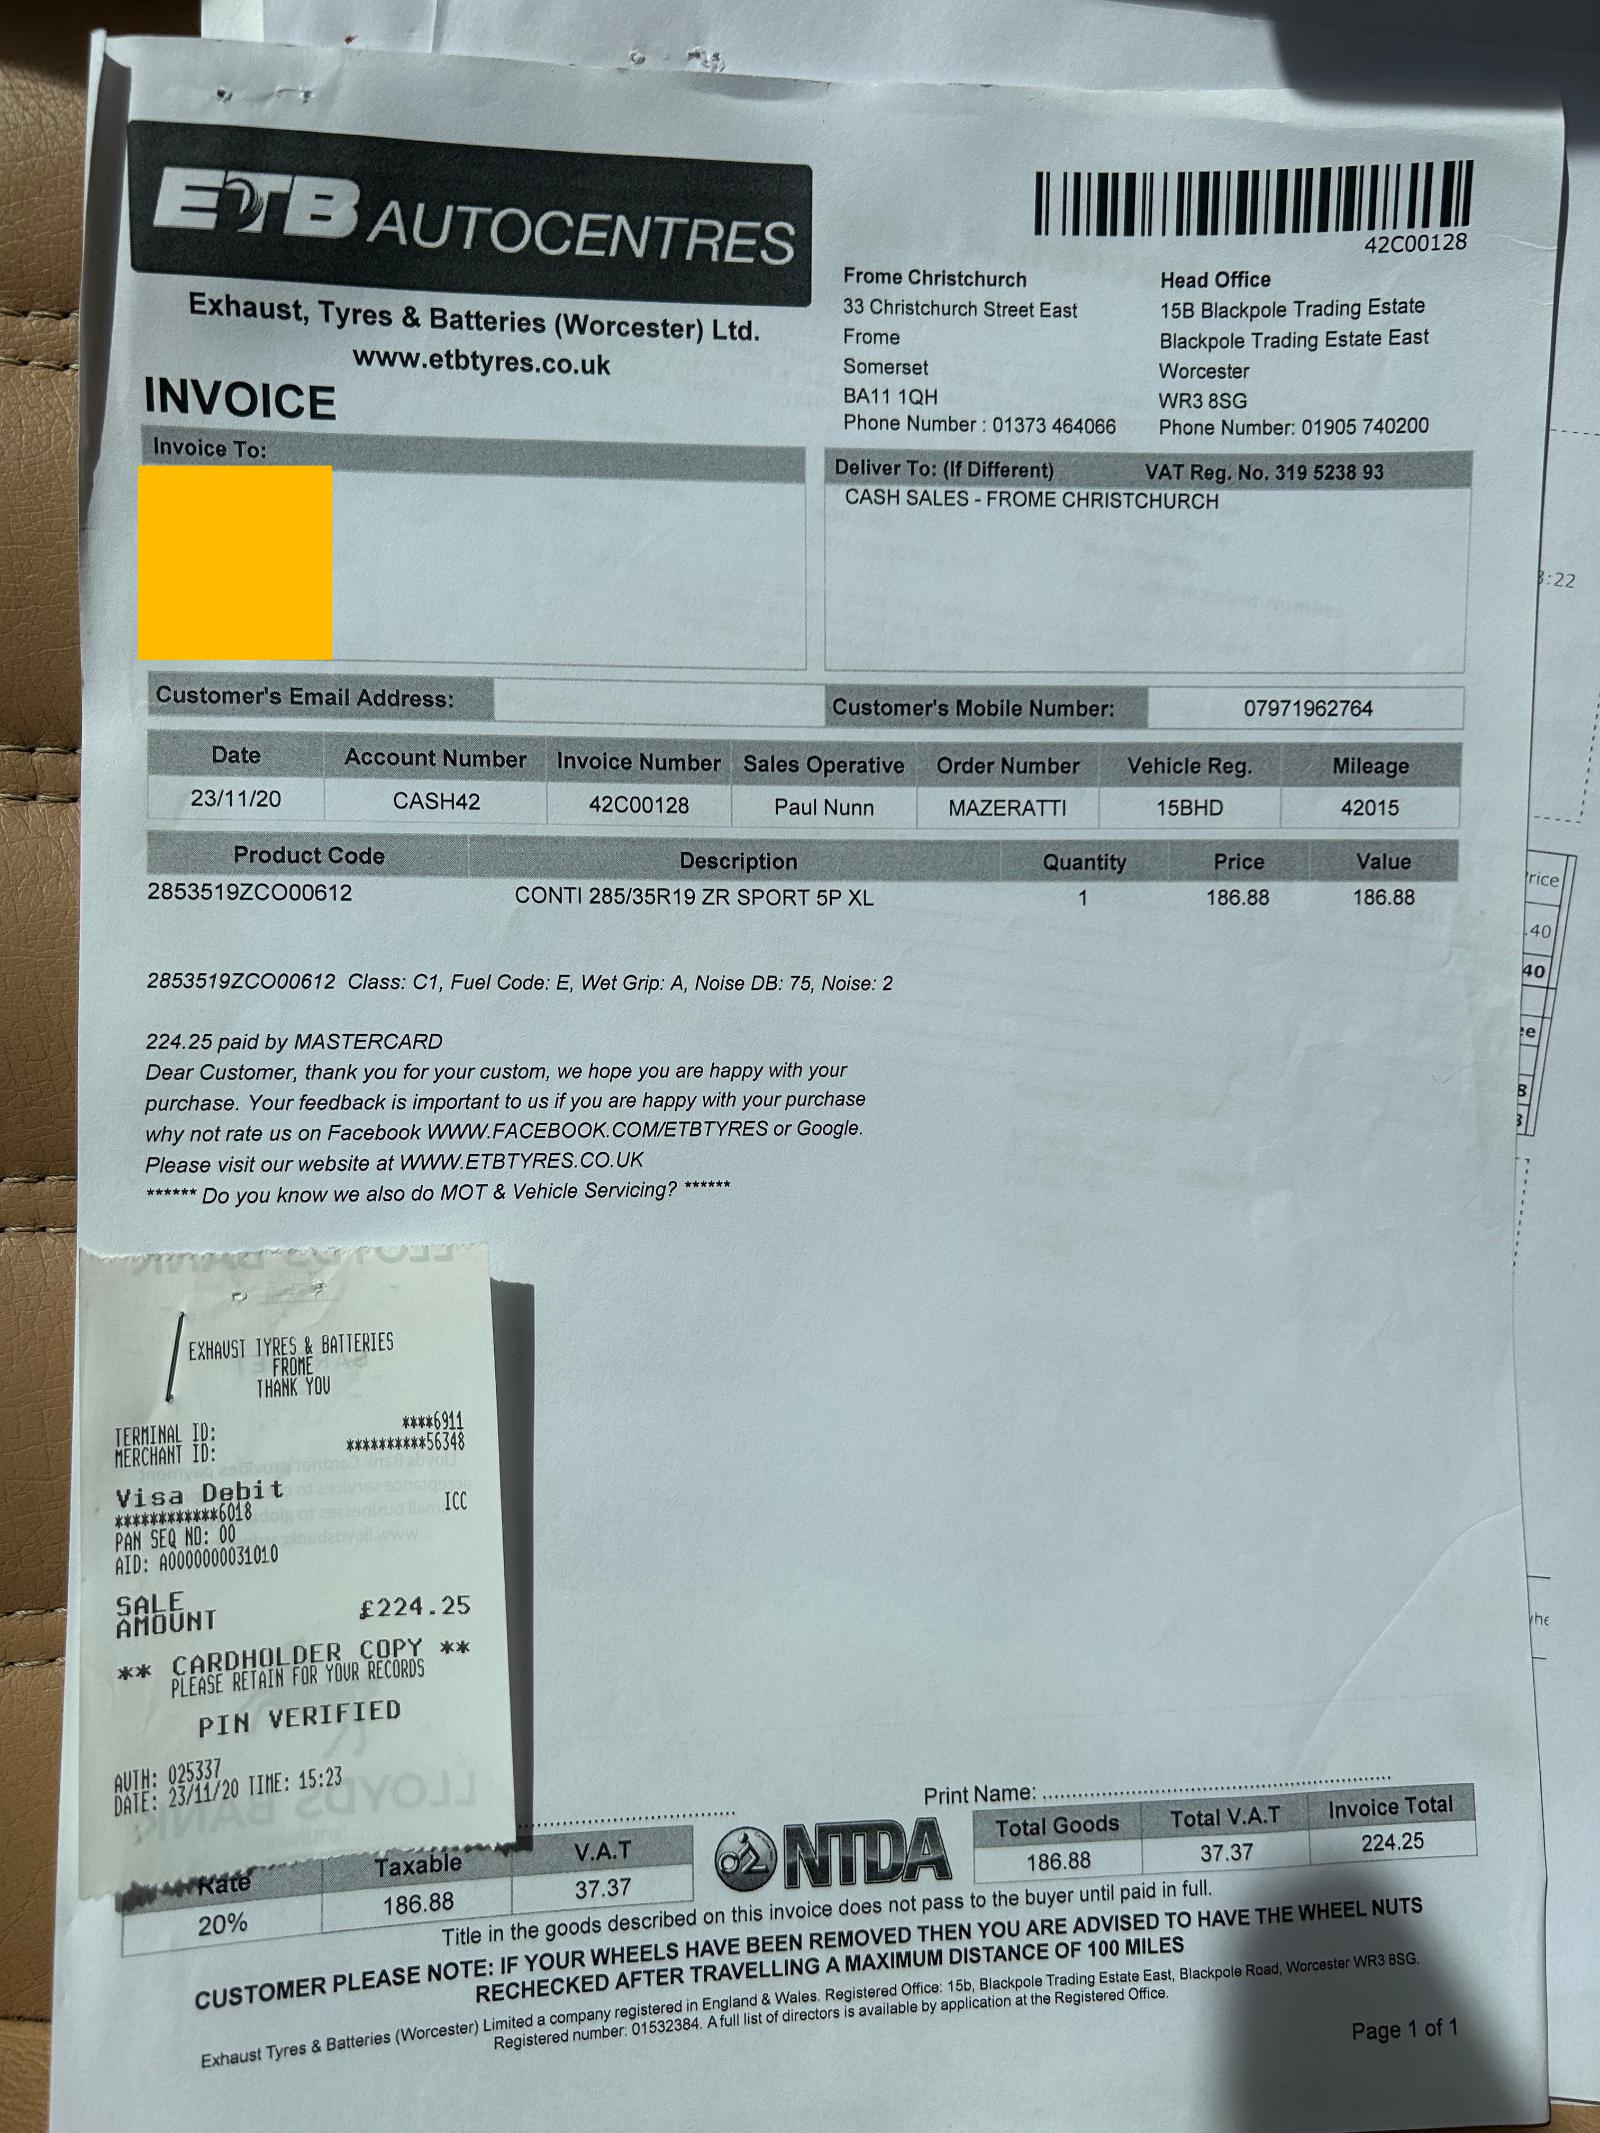 ETB AUTOCENTRES
Exhaust, Tyres & Batteries (Worcester) Ltd.
www.etbtyres.co.uk
INVOICE
42C00128
Frome Christchurch
33 Christchurch Street East
Frome
Somerset
BA11 1QH
Phone Number : 01373 464066
Head Office
15B Blackpole Trading Estate
Blackpole Trading Estate East
Worcester
WR3 8SG
Phone Number: 01905 740200
Invoice To:
Deliver To: (If Different) VAT Reg. No. 319 5238 93
CASH SALES - FROME CHRISTCHURCH
Customer's Email Address:
Customer's Mobile Number: 07971962764
Date Account Number Invoice Number Sales Operative Order Number Vehicle Reg. Mileage
23/11/20 CASH42 42C00128 Paul Nunn MAZERATTI 15BHD 42015
Product Code Description Quantity Price Value
2853519ZCO00612 CONTI 285/35R19 ZR SPORT 5P XL 1 186.88 186.88
2853519ZCO00612 Class: C1, Fuel Code: E, Wet Grip: A, Noise DB: 75, Noise: 2
224.25 paid by MASTERCARD
Dear Customer, thank you for your custom, we hope you are happy with your
purchase. Your feedback is important to us if you are happy with your purchase
why not rate us on Facebook WWW.FACEBOOK.COM/ETBTYRES or Google.
Please visit our website at WWW.ETBTYRES.CO.UK
****** Do you know we also do MOT & Vehicle Servicing? ******
EXHAUST TYRES & BATTERIES
FROME
THANK YOU
TERMINAL ID: ****6911
MERCHANT ID: **********56348
Visa Debit
************6018 ICC
PAN SEQ NO: 00
AID: A0000000031010
SALE
AMOUNT £224.25
** CARDHOLDER COPY **
PLEASE RETAIN FOR YOUR RECORDS
PIN VERIFIED
AUTH: 025337
DATE: 23/11/20 TIME: 15:23
LLOYDS BANK
Print Name:
Rate Taxable V.A.T
20% 186.88 37.37
NTDA
Total Goods Total V.A.T Invoice Total
186.88 37.37 224.25
Title in the goods described on this invoice does not pass to the buyer until paid in full.
CUSTOMER PLEASE NOTE: IF YOUR WHEELS HAVE BEEN REMOVED THEN YOU ARE ADVISED TO HAVE THE WHEEL NUTS
RECHECKED AFTER TRAVELLING A MAXIMUM DISTANCE OF 100 MILES
Exhaust Tyres & Batteries (Worcester) Limited a company registered in England & Wales. Registered Office: 15b, Blackpole Trading Estate East, Blackpole Road, Worcester WR3 8SG.
Registered number: 01532384. A full list of directors is available by application at the Registered Office.
Page 1 of 1